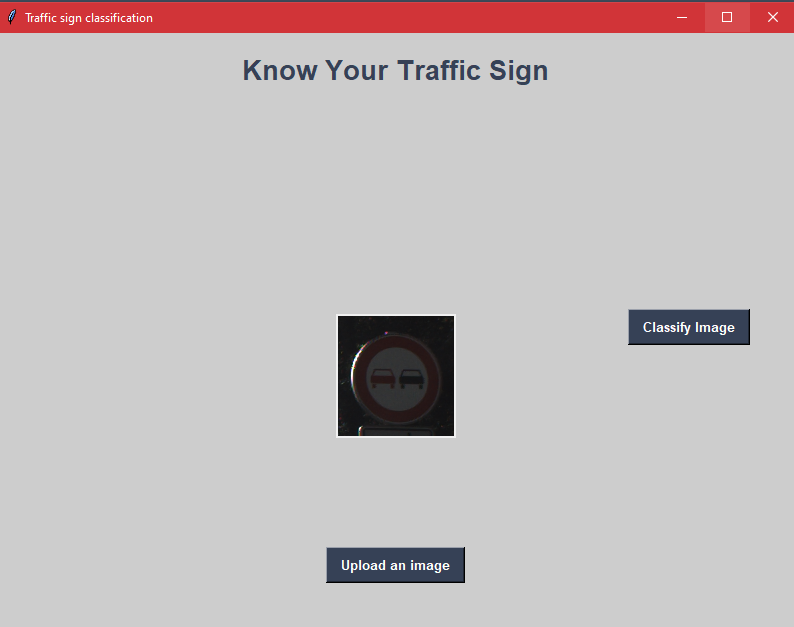 Traffic sign classification
Know Your Traffic Sign
Classify Image
Upload an image